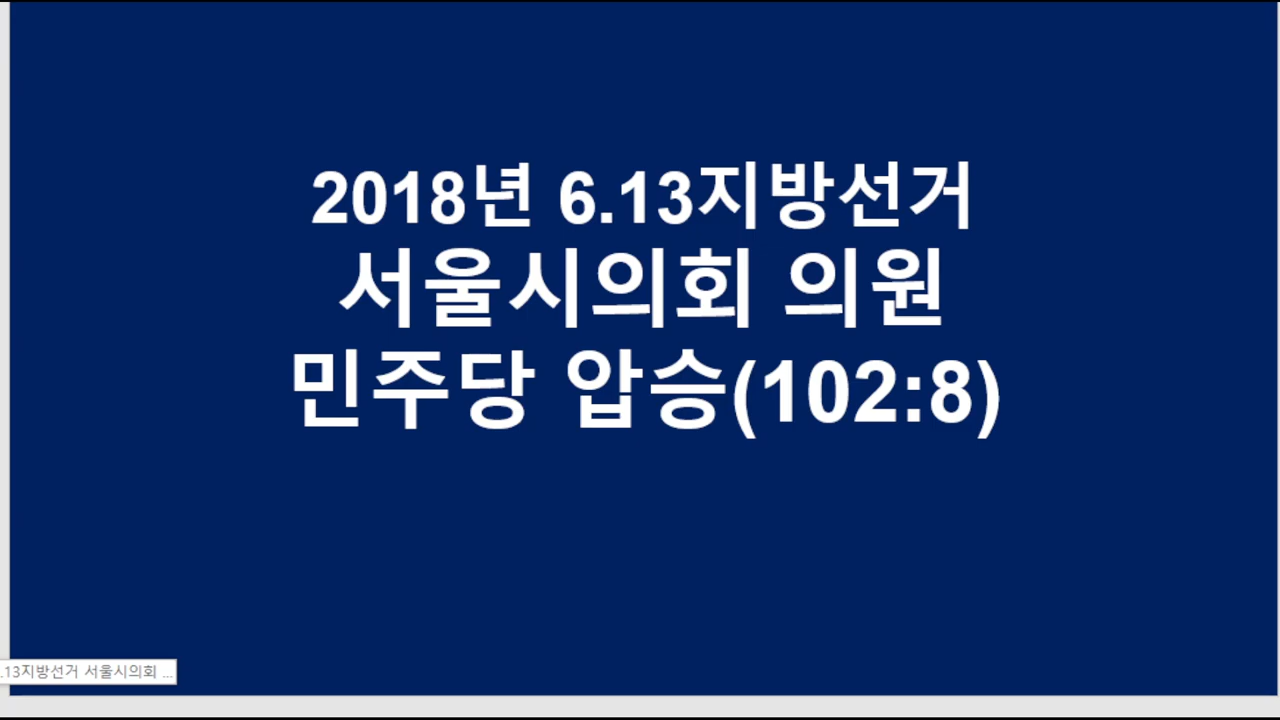 2018년 6.13지방선거
서울시의회 의원
민주당 압승(102:8)
.13지방선거 서울시의회 ...